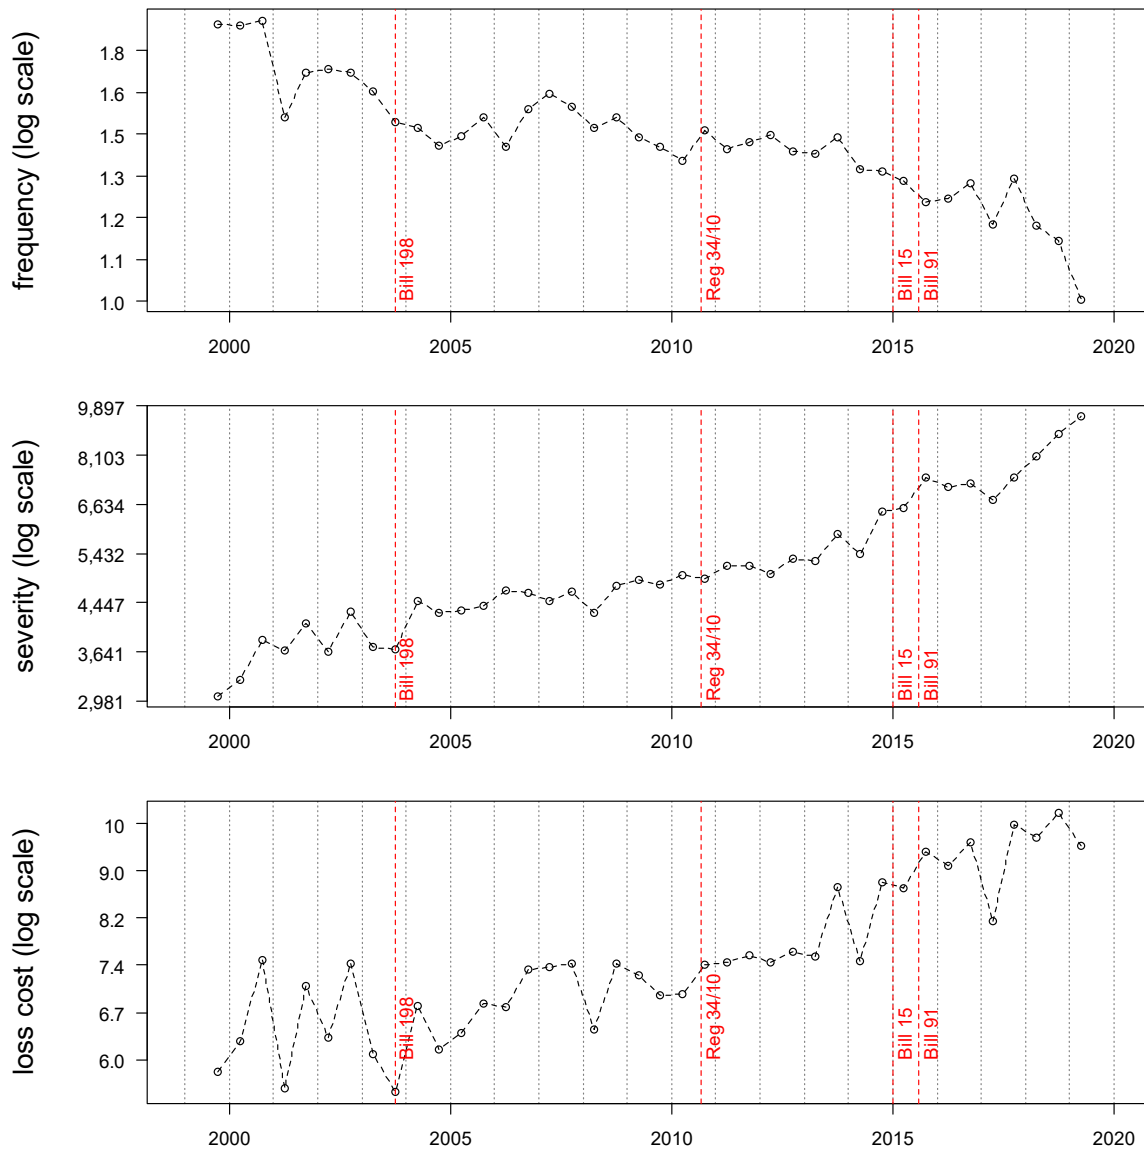 frequency (log scale)
1.8
1.6
1.5
1.3
1.2
1.1
1.0
Bill 198
Reg 34/10
Bill 15
Bill 91
2000 2005 2010 2015 2020
severity (log scale)
9,897
8,103
6,634
5,432
4,447
3,641
2,981
Bill 198
Reg 34/10
Bill 15
Bill 91
2000 2005 2010 2015 2020
loss cost (log scale)
10
9.0
8.2
7.4
6.7
6.0
Bill 198
Reg 34/10
Bill 15
Bill 91
2000 2005 2010 2015 2020